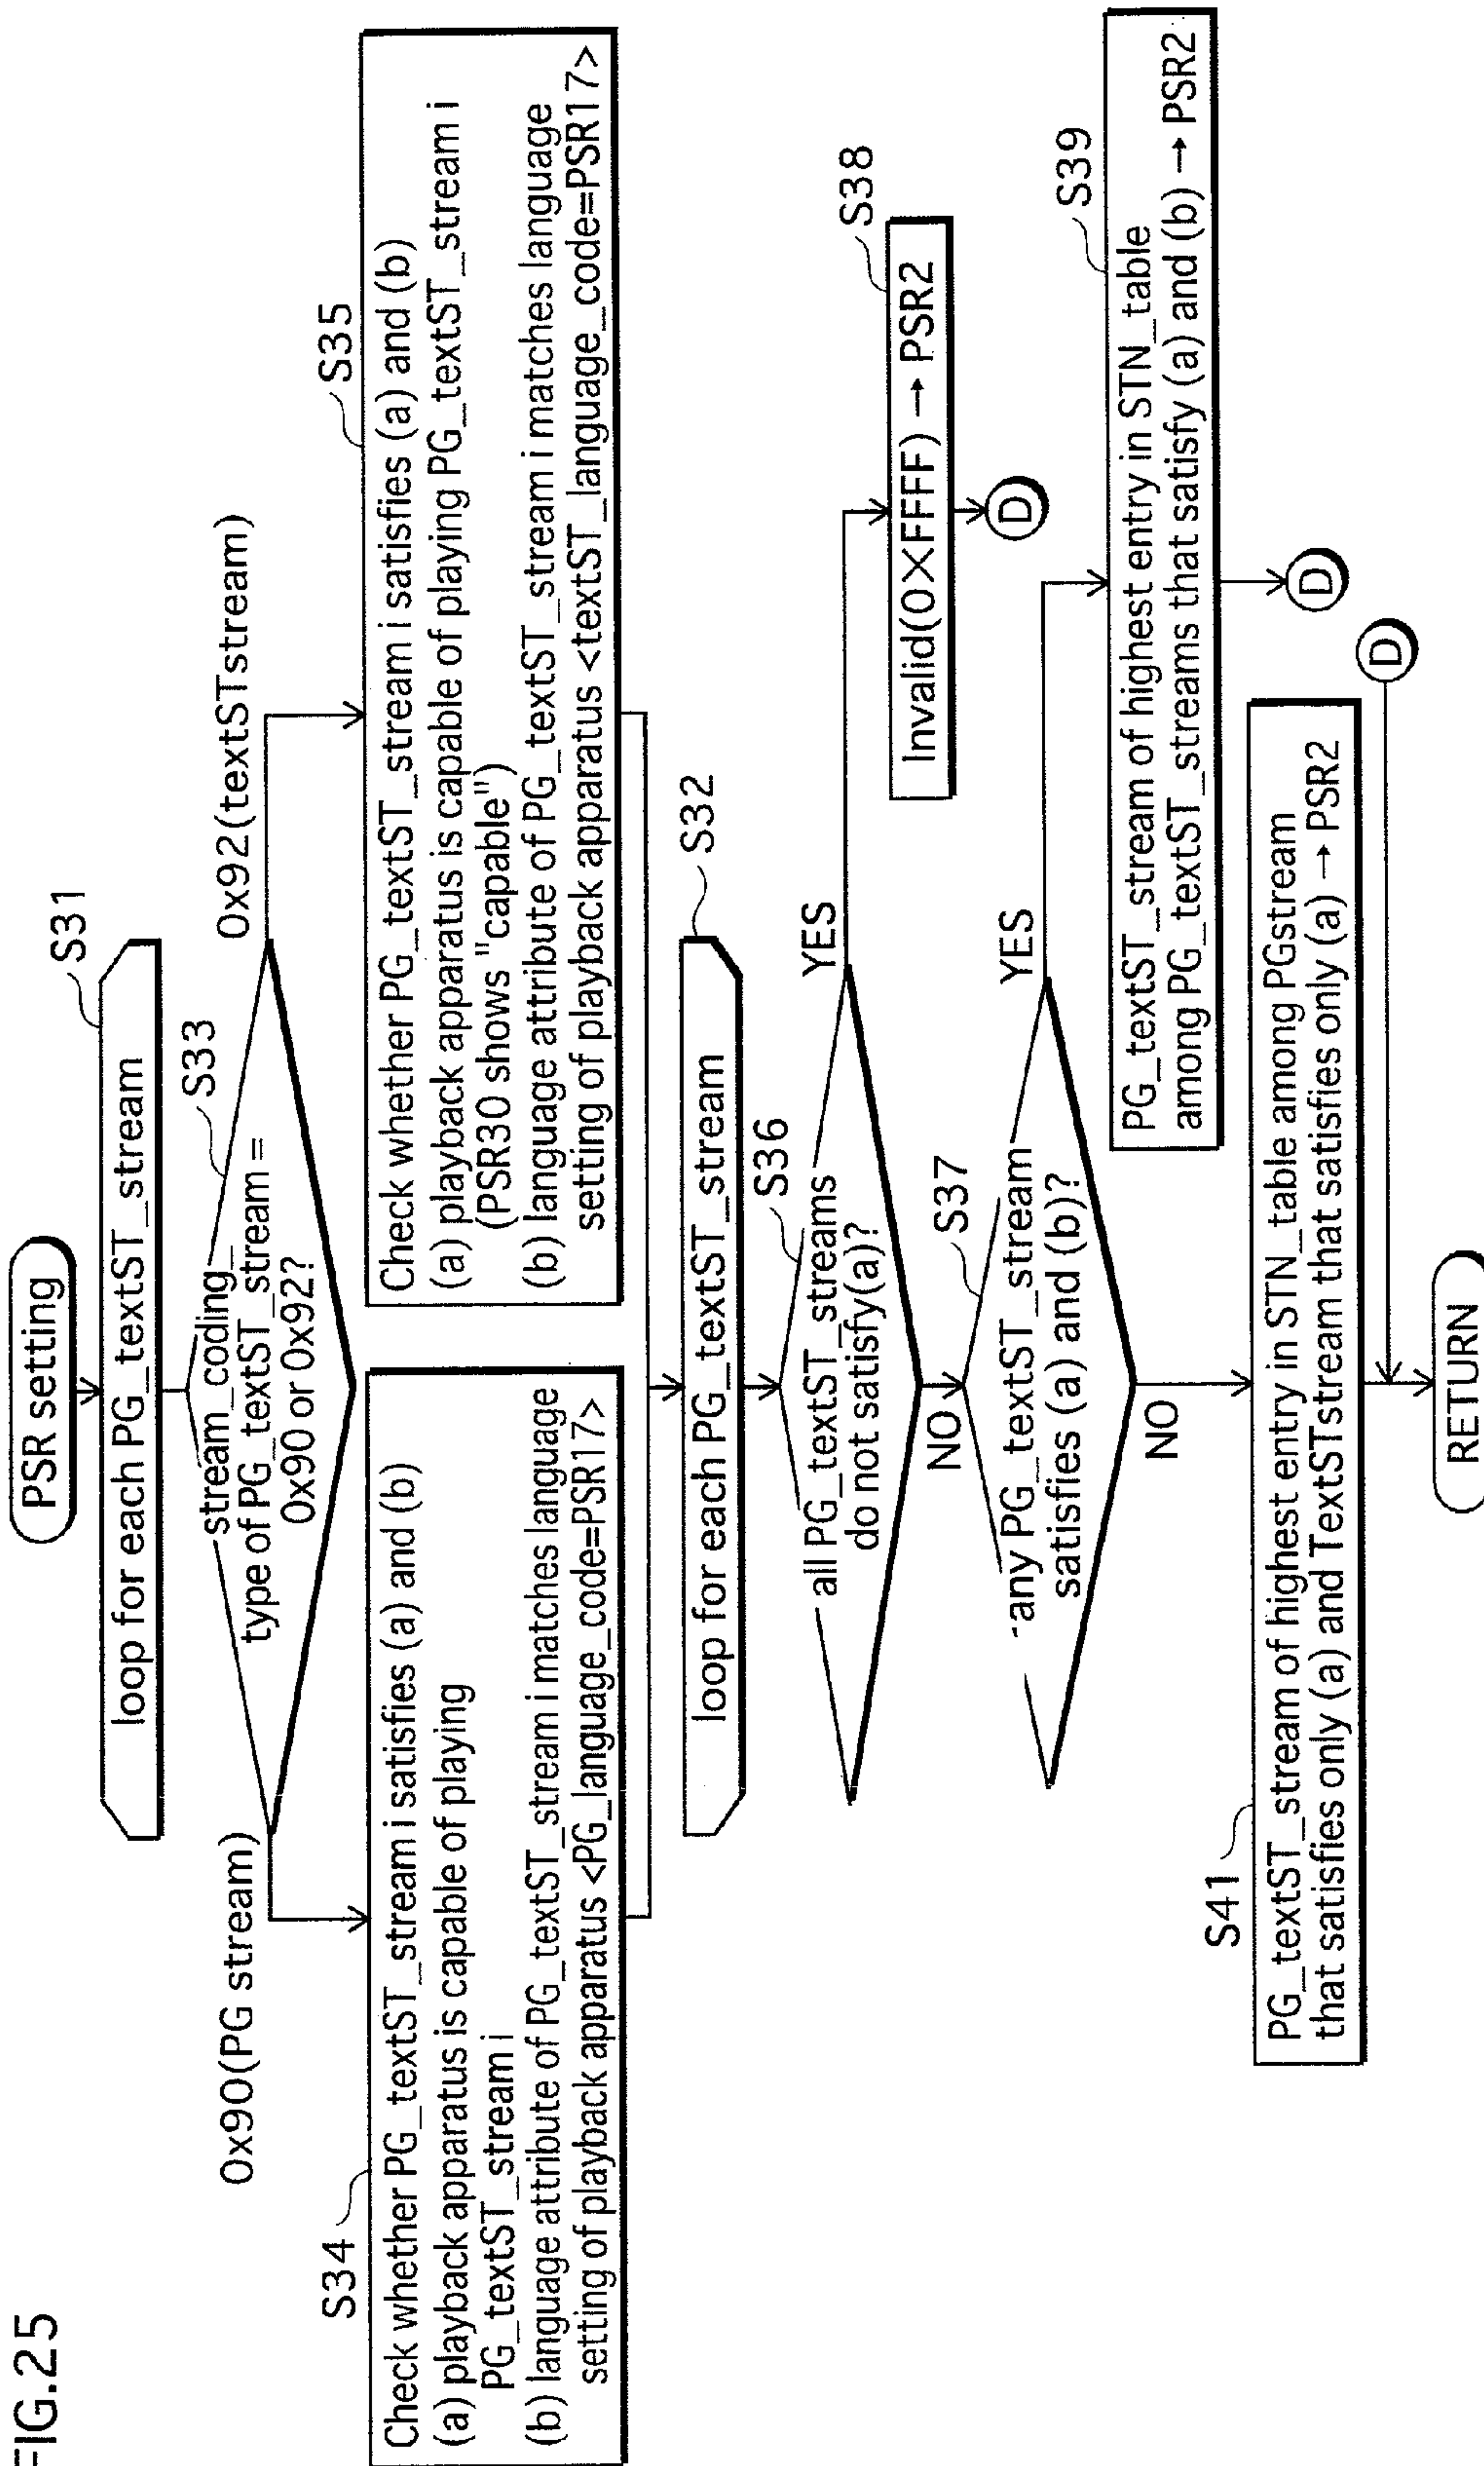 FIG.25
PSR setting
S31
loop for each PG_textST_stream
S33
stream_coding_
type of PG_textST_stream =
0x90 or 0x92?
0x90(PG stream)
0x92(textSTstream)
S34
Check whether PG_textST_stream i satisfies (a) and (b)
(a) playback apparatus is capable of playing
PG_textST_stream i
(b) language attribute of PG_textST_stream i matches language
setting of playback apparatus <PG_language_code=PSR17>
S35
Check whether PG_textST_stream i satisfies (a) and (b)
(a) playback apparatus is capable of playing PG_textST_stream i
(PSR30 shows "capable")
(b) language attribute of PG_textST_stream i matches language
setting of playback apparatus <textST_language_code=PSR17>
S32
loop for each PG_textST_stream
S36
all PG_textST_streams
do not satisfy(a)?
YES
NO
S38
Invalid(0×FFFF) → PSR2
D
S37
any PG_textST_stream
satisfies (a) and (b)?
YES
NO
S39
PG_textST_stream of highest entry in STN_table
among PG_textST_streams that satisfy (a) and (b) → PSR2
D
S41
PG_textST_stream of highest entry in STN_table among PGstream
that satisfies only (a) and TextSTstream that satisfies only (a) → PSR2
D
RETURN